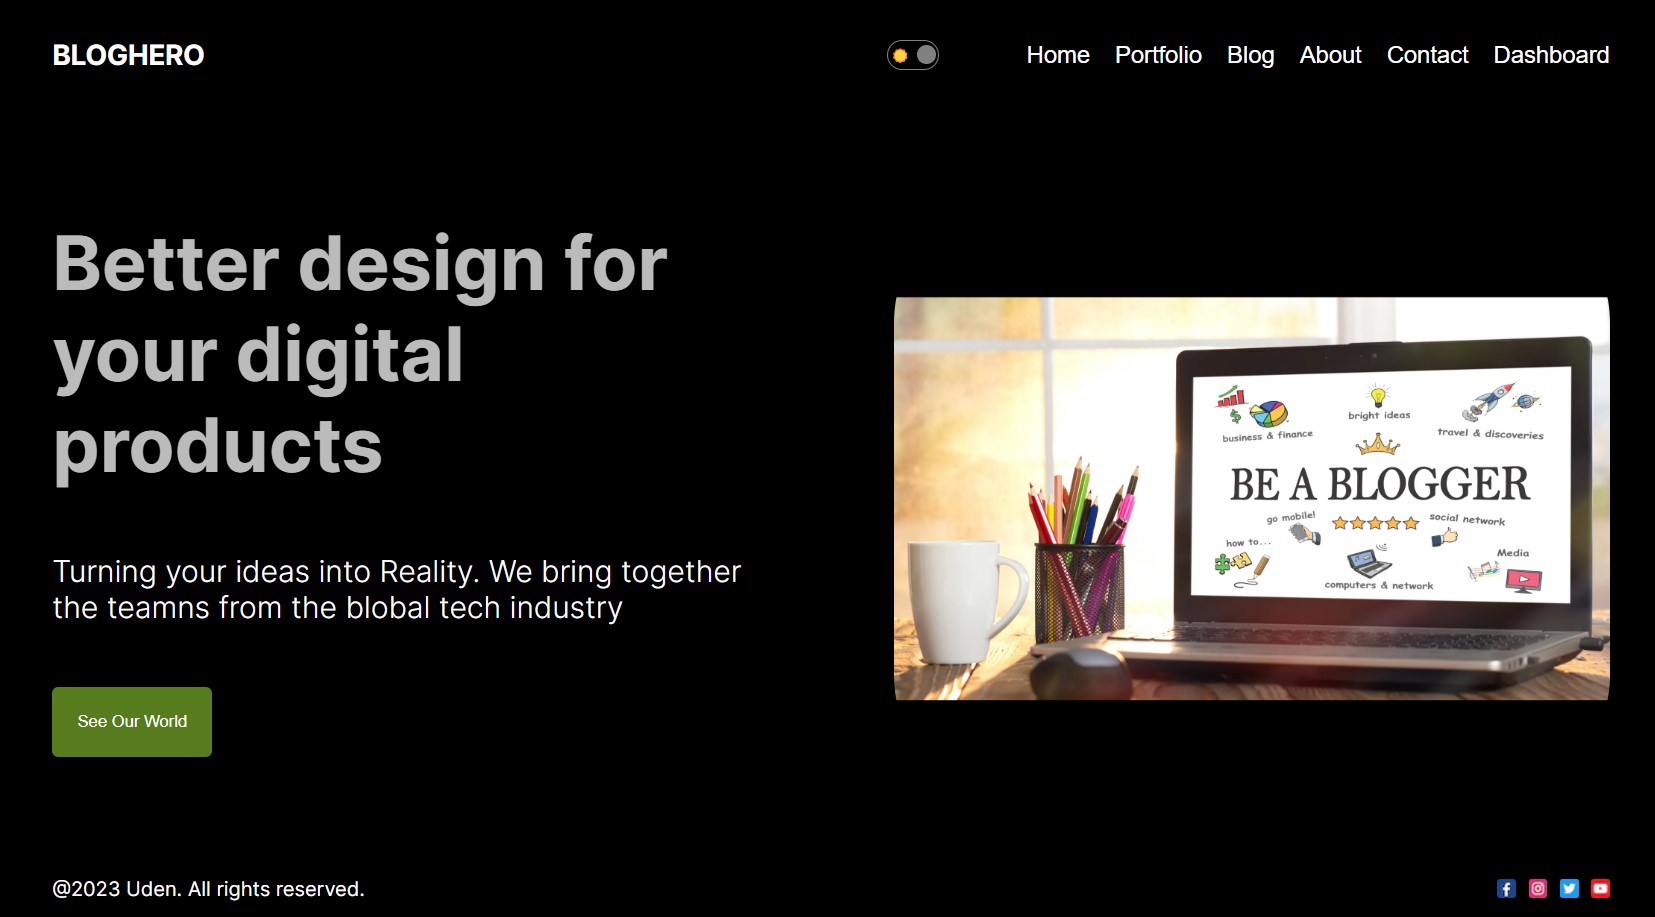 BLOGHERO
Home Portfolio Blog About Contact Dashboard
Better design for
your digital
products
Turning your ideas into Reality. We bring together
the teamns from the blobal tech industry
See Our World
business & finance
bright ideas
travel & discoveries
BE A BLOGGER
go mobile!
social network
how to...
computers & network
Media
@2023 Uden. All rights reserved.